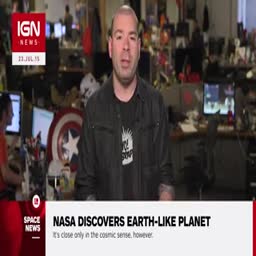 IGN
NEWS
23.JUL.15
SPACE
NEWS
NASA DISCOVERS EARTH-LIKE PLANET
It's close only in the cosmic sense, however.